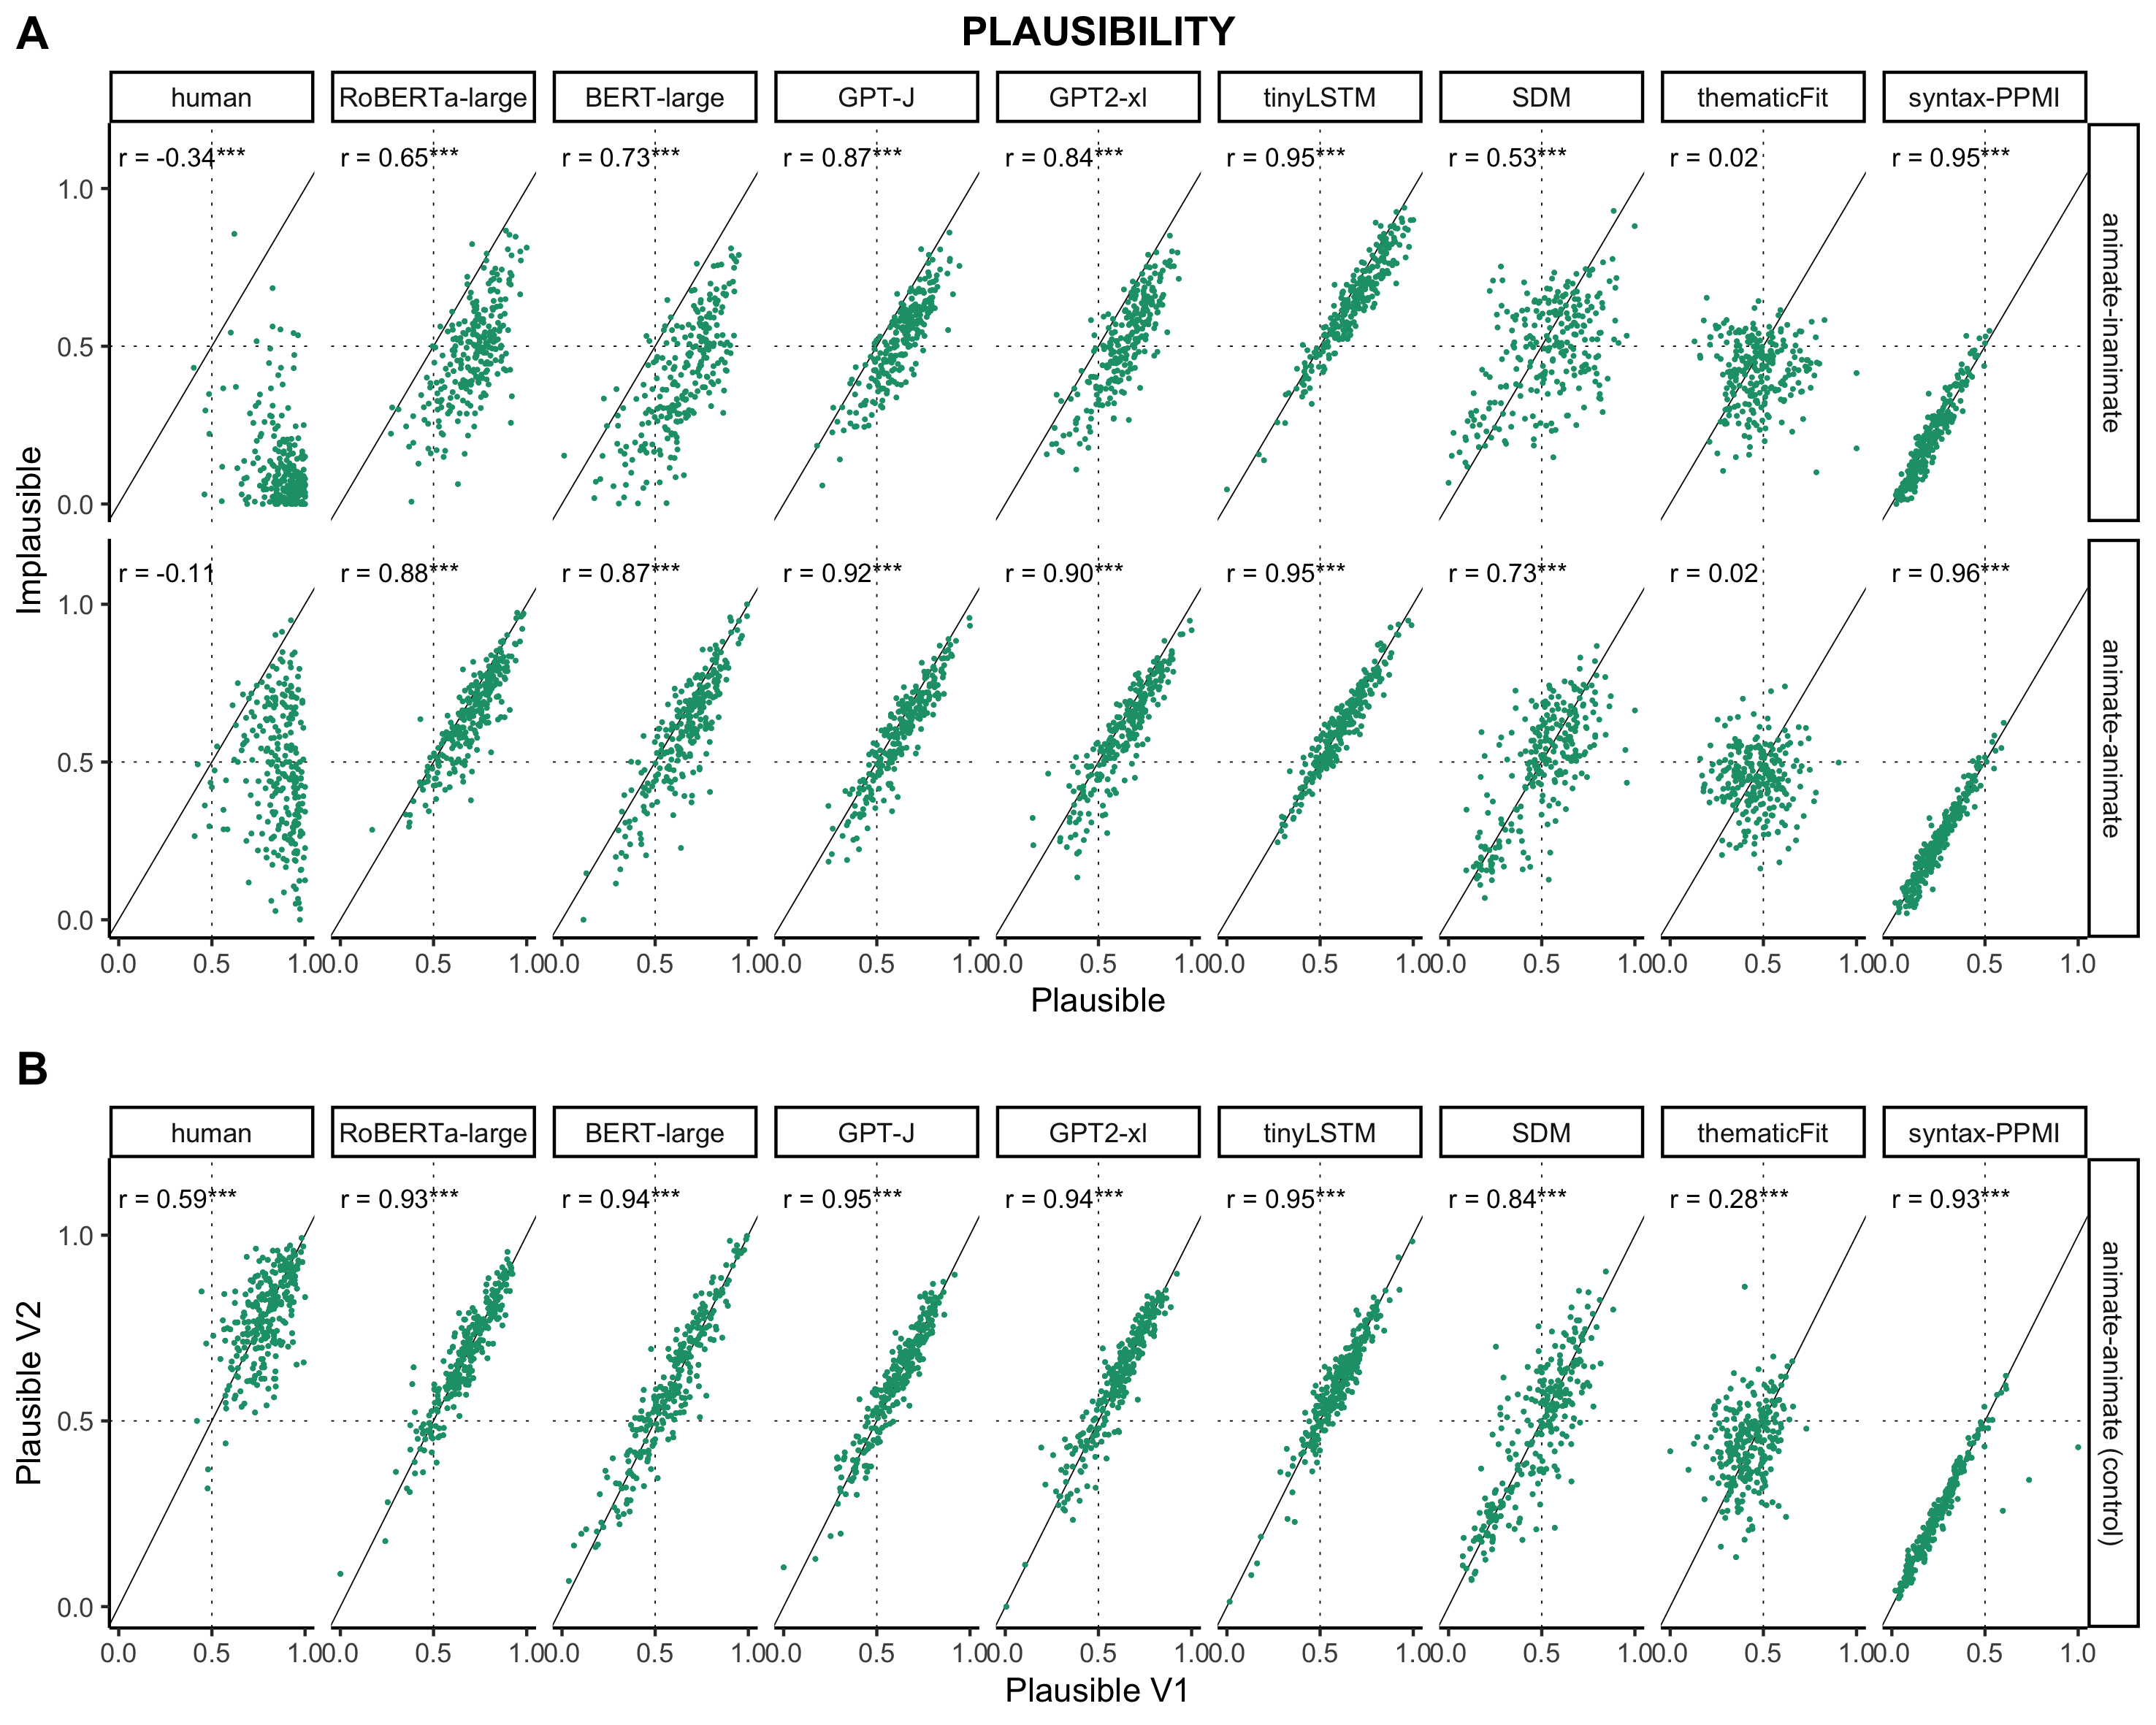 A
PLAUSIBILITY
human RoBERTa-large BERT-large GPT-J GPT2-xl tinyLSTM SDM thematicFit syntax-PPMI
r = -0.34*** r = 0.65*** r = 0.73*** r = 0.87*** r = 0.84*** r = 0.95*** r = 0.53*** r = 0.02 r = 0.95***
1.0
0.5
0.0
animate-inanimate
Implausible
r = -0.11 r = 0.88*** r = 0.87*** r = 0.92*** r = 0.90*** r = 0.95*** r = 0.73*** r = 0.02 r = 0.96***
1.0
0.5
0.0
animate-animate
0.0 0.5 1.0 0.0 0.5 1.0 0.0 0.5 1.0 0.0 0.5 1.0 0.0 0.5 1.0 0.0 0.5 1.0 0.0 0.5 1.0 0.0 0.5 1.0 0.0 0.5 1.0
Plausible
B
human RoBERTa-large BERT-large GPT-J GPT2-xl tinyLSTM SDM thematicFit syntax-PPMI
r = 0.59*** r = 0.93*** r = 0.94*** r = 0.95*** r = 0.94*** r = 0.95*** r = 0.84*** r = 0.28*** r = 0.93***
1.0
0.5
0.0
Plausible V2
animate-animate (control)
0.0 0.5 1.0 0.0 0.5 1.0 0.0 0.5 1.0 0.0 0.5 1.0 0.0 0.5 1.0 0.0 0.5 1.0 0.0 0.5 1.0 0.0 0.5 1.0 0.0 0.5 1.0
Plausible V1